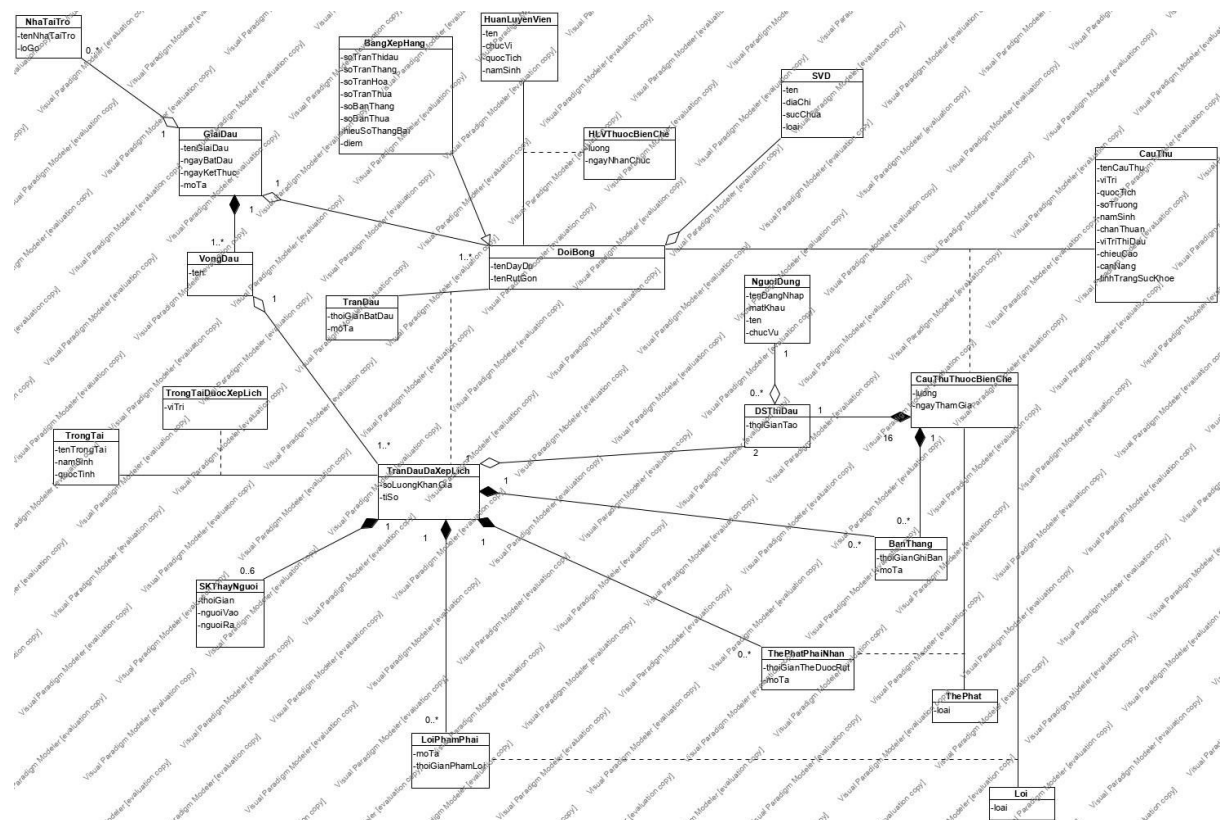 NhaTaiTro
-tenNhaTaiTro
-loGo
0..*
1
GiaiDau
-tenGiaiDau
-ngayBatDau
-ngayKetThuc
-moTa
1
1
1..*
VongDau
-ten
1
BangXepHang
-soTranThidau
-soTranThang
-soTranHoa
-soTranThua
-soBanThang
-soBanThua
-hieuSoThangBai
-diem
HuanLuyenVien
-ten
-chucVi
-quocTich
-namSinh
HLVThuocBienChe
-luong
-ngayNhanChuc
SVD
-ten
-diaChi
-sucChua
-loai
CauThu
-tenCauThu
-viTri
-quocTich
-soTruong
-namSinh
-chanThuan
-viTriThiDau
-chieuCao
-canNang
-tinhTrangSucKhoe
1..*
DoiBong
-tenDayDu
-tenRutGon
TranDau
-thoiGianBatDau
-moTa
NguoiDung
-tenDangNhap
-matKhau
-ten
-chucVu
1
0..*
DSThiDau
-thoiGianTao
1
2
CauThuThuocBienChe
-luong
-ngayThamGia
16
1
TrongTaiDuocXepLich
-viTri
TrongTai
-tenTrongTai
-namSinh
-quocTinh
1..*
*
TranDauDaXepLich
-soLuongKhanGia
-tiSo
1
1
1
1
0..*
0..*
BanThang
-thoiGianGhiBan
-moTa
0..6
SKThayNguoi
-thoiGian
-nguoiVao
-nguoiRa
0..*
ThePhatPhaiNhan
-thoiGianTheDuocRut
-moTa
ThePhat
-loai
0..*
LoiPhamPhai
-moTa
-thoiGianPhamLoi
Loi
-loai
Visual Paradigm Modeler [evaluation copy]